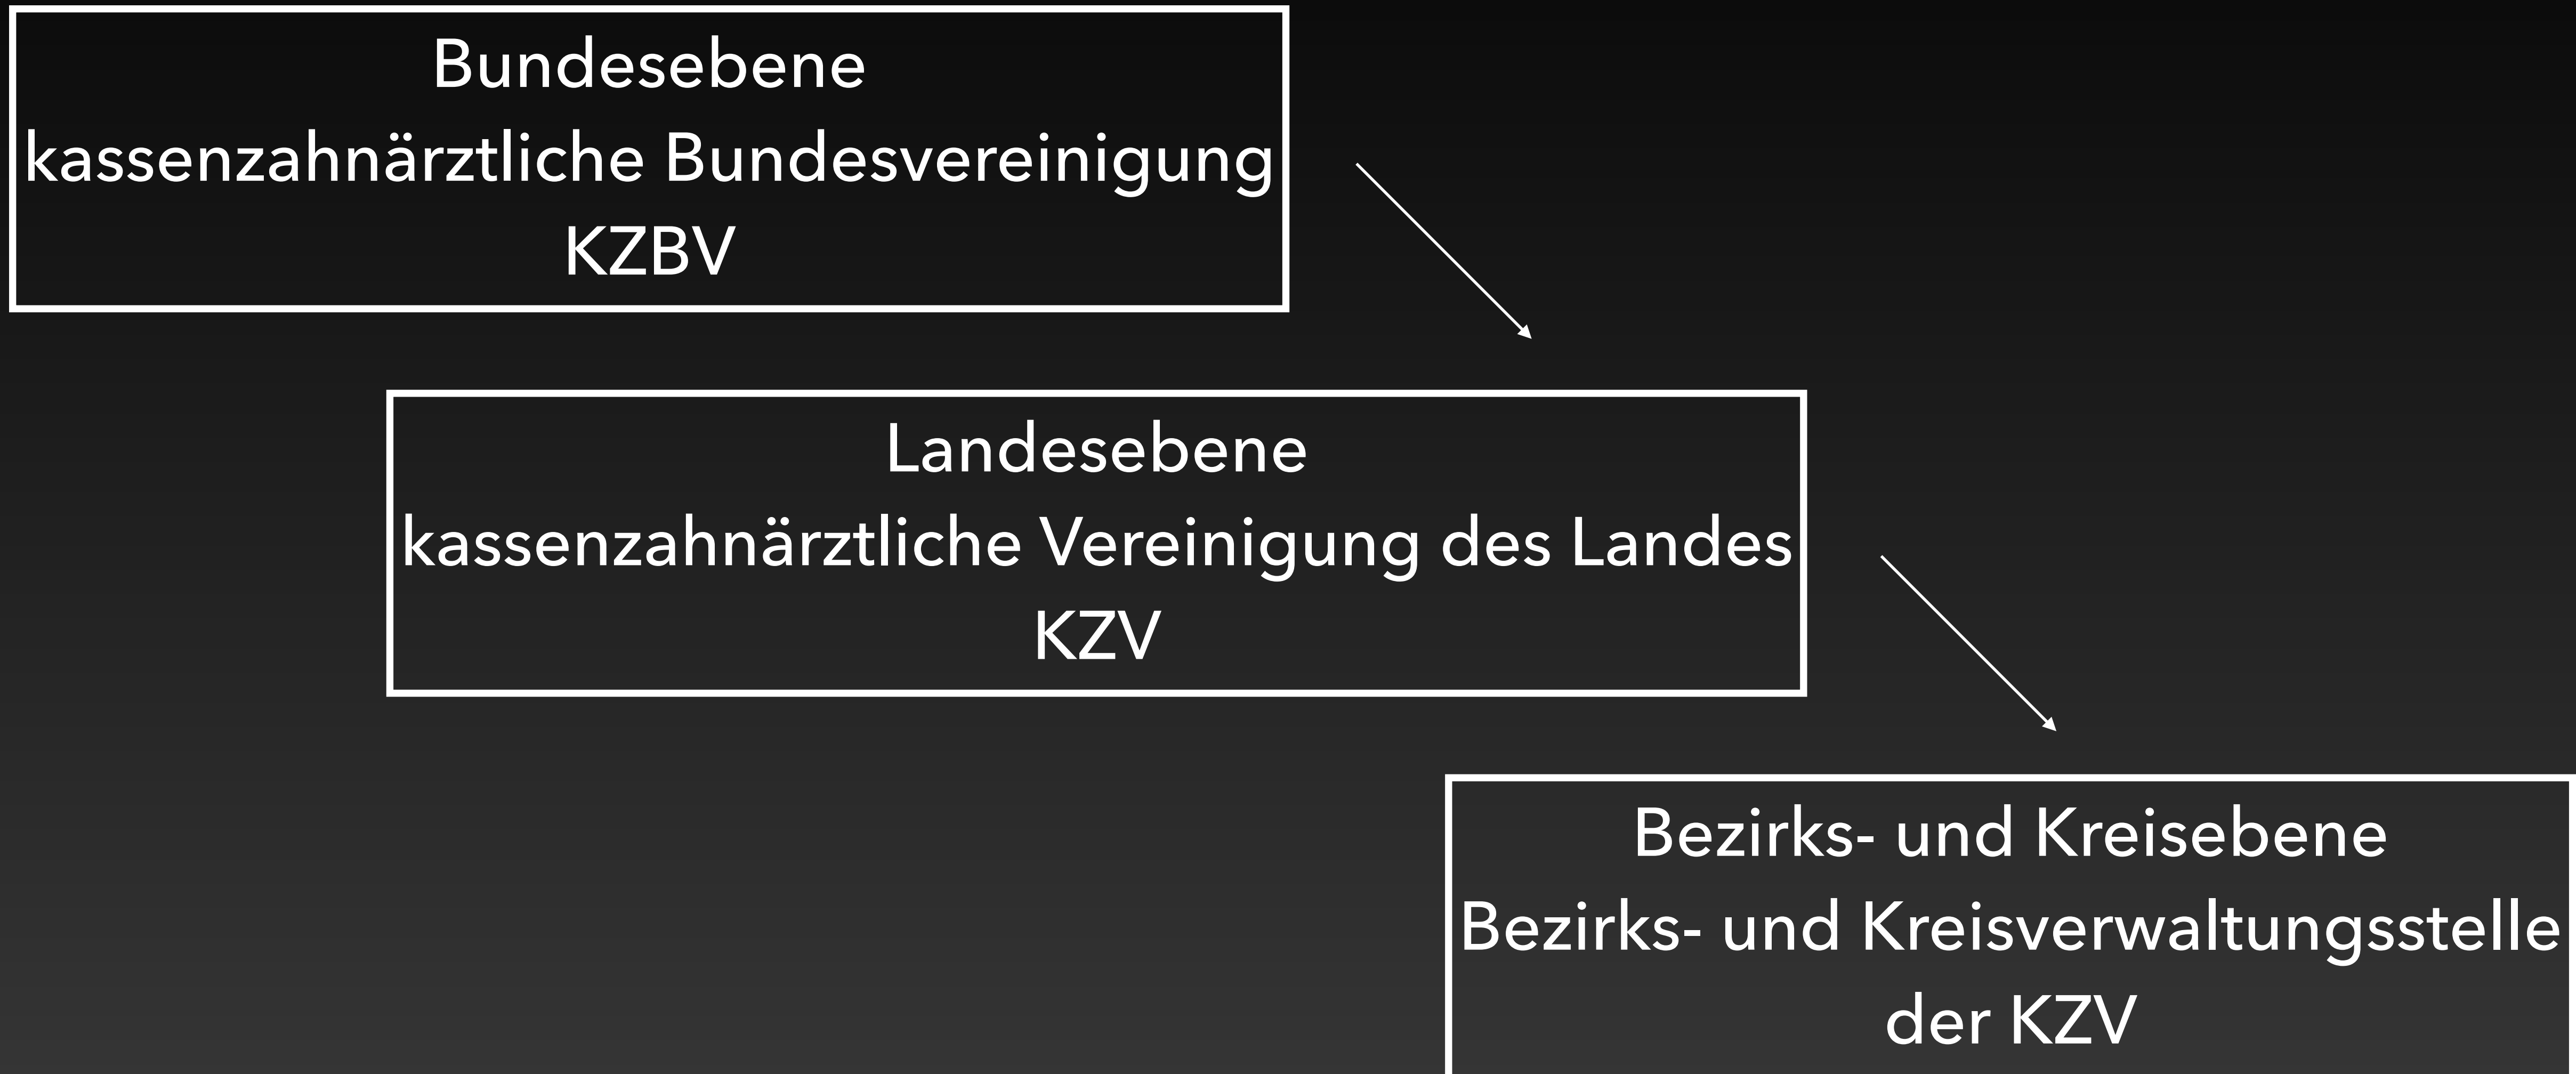 Bundesebene
kassenzahnärztliche Bundesvereinigung
KZBV
Landesebene
kassenzahnärztliche Vereinigung des Landes
KZV
Bezirks- und Kreisebene
Bezirks- und Kreisverwaltungsstelle
der KZV